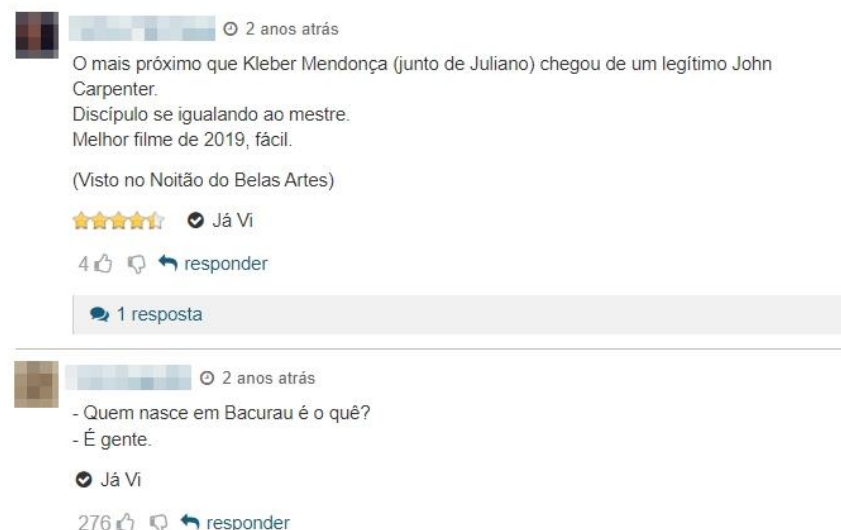 2 anos atrás
O mais próximo que Kleber Mendonça (junto de Juliano) chegou de um legítimo John
Carpenter.
Discípulo se igualando ao mestre.
Melhor filme de 2019, fácil.
(Visto no Noitão do Belas Artes)
Já Vi
4 responder
1 resposta
2 anos atrás
- Quem nasce em Bacurau é o quê?
- É gente.
Já Vi
276 responder